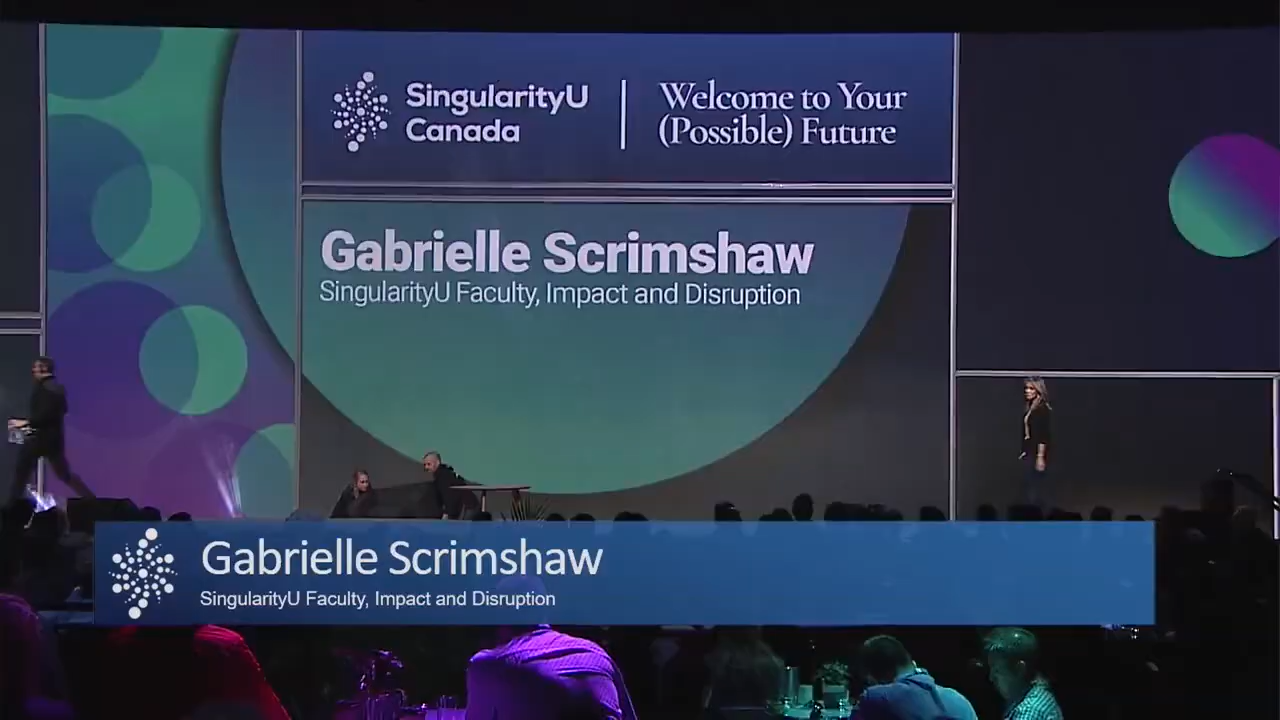 SingularityU
Canada
Welcome to Your
(Possible) Future
Gabrielle Scrimshaw
SingularityU Faculty, Impact and Disruption
Gabrielle Scrimshaw
SingularityU Faculty, Impact and Disruption